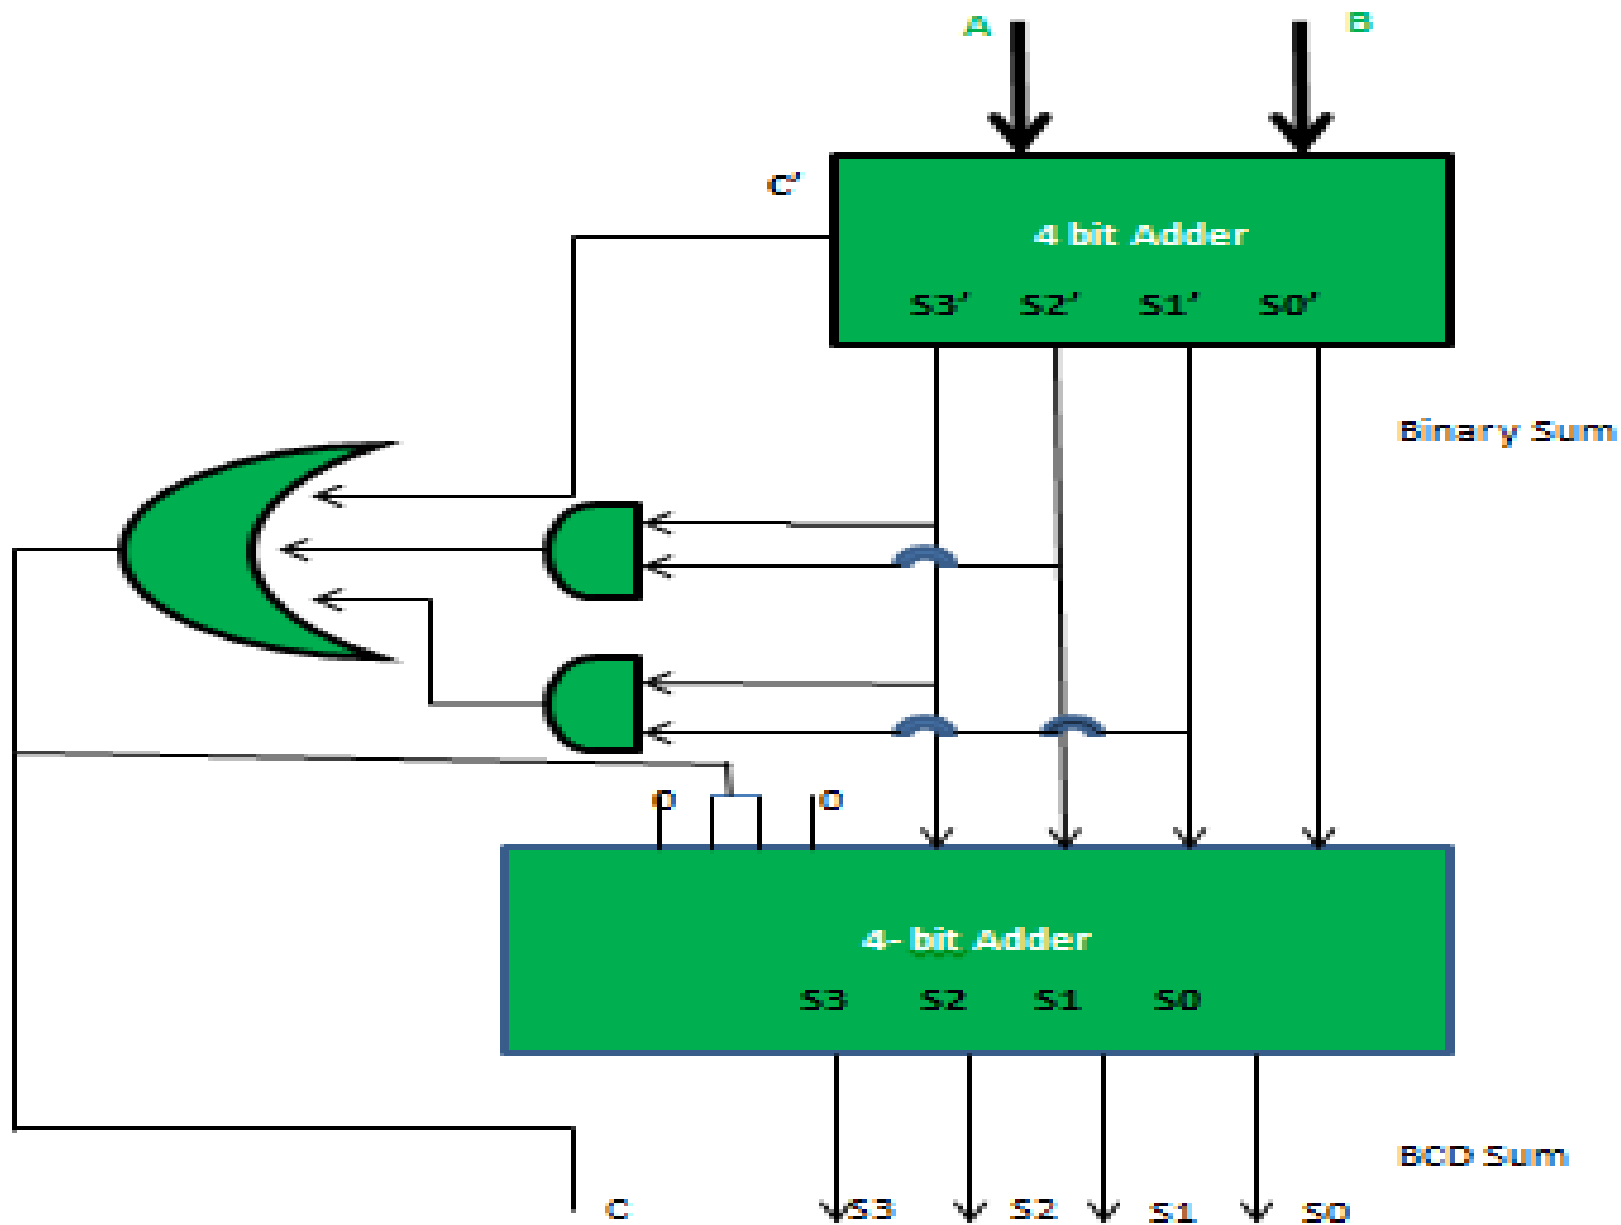 A B
C’
4 bit Adder
S3’ S2’ S1’ S0’
Binary Sum
0 0
4- bit Adder
S3 S2 S1 S0
BCD Sum
C S3 S2 S1 S0